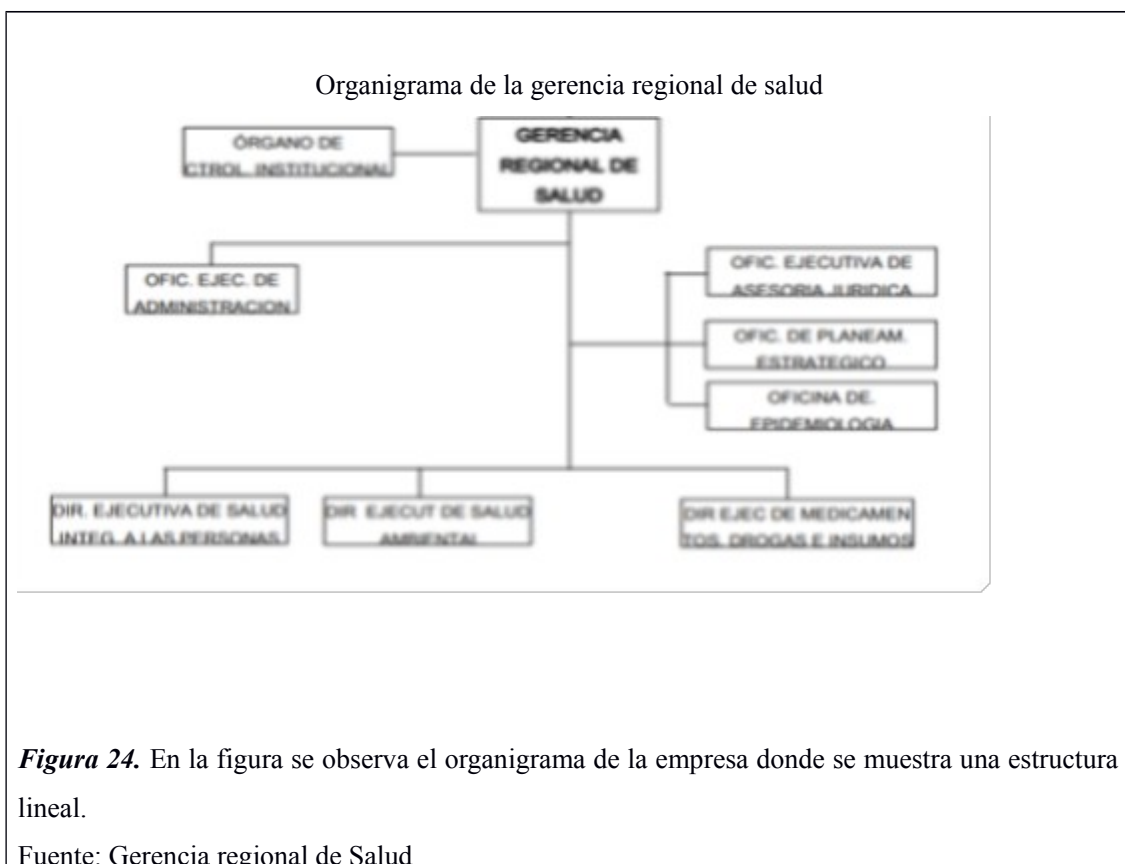 Organigrama de la gerencia regional de salud
ÓRGANO DE
CTROL. INSTITUCIONAL
GERENCIA
REGIONAL DE
SALUD
OFIC. EJEC. DE
ADMINISTRACION
OFIC. EJECUTIVA DE
ASESORIA JURIDICA
OFIC. DE PLANEAM.
ESTRATEGICO
OFICINA DE.
EPIDEMIOLOGIA
DIR. EJECUTIVA DE SALUD
INTEG. A LAS PERSONAS.
DIR EJECUT DE SALUD
AMBIENTAL
DIR EJEC DE MEDICAMEN
TOS. DROGAS E INSUMOS
Figura 24. En la figura se observa el organigrama de la empresa donde se muestra una estructura
lineal.
Fuente: Gerencia regional de Salud